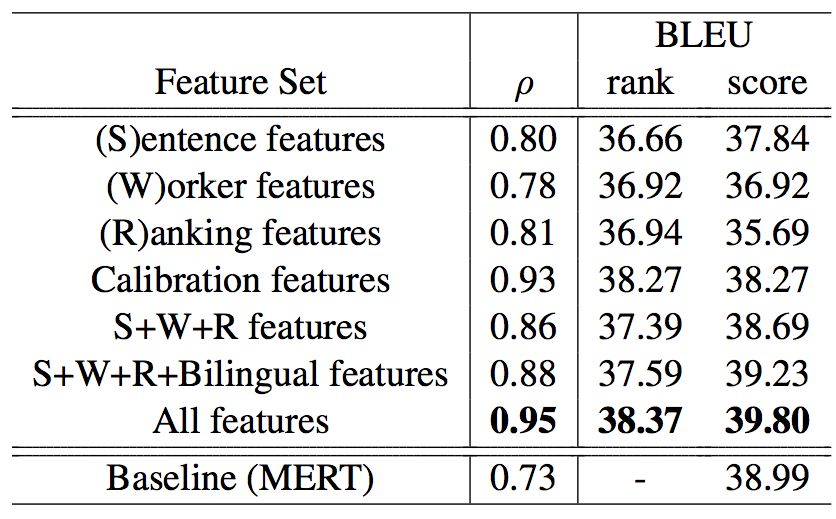 BLEU
Feature Set ρ rank score
(S)entence features 0.80 36.66 37.84
(W)orker features 0.78 36.92 36.92
(R)anking features 0.81 36.94 35.69
Calibration features 0.93 38.27 38.27
S+W+R features 0.86 37.39 38.69
S+W+R+Bilingual features 0.88 37.59 39.23
All features 0.95 38.37 39.80
Baseline (MERT) 0.73 - 38.99